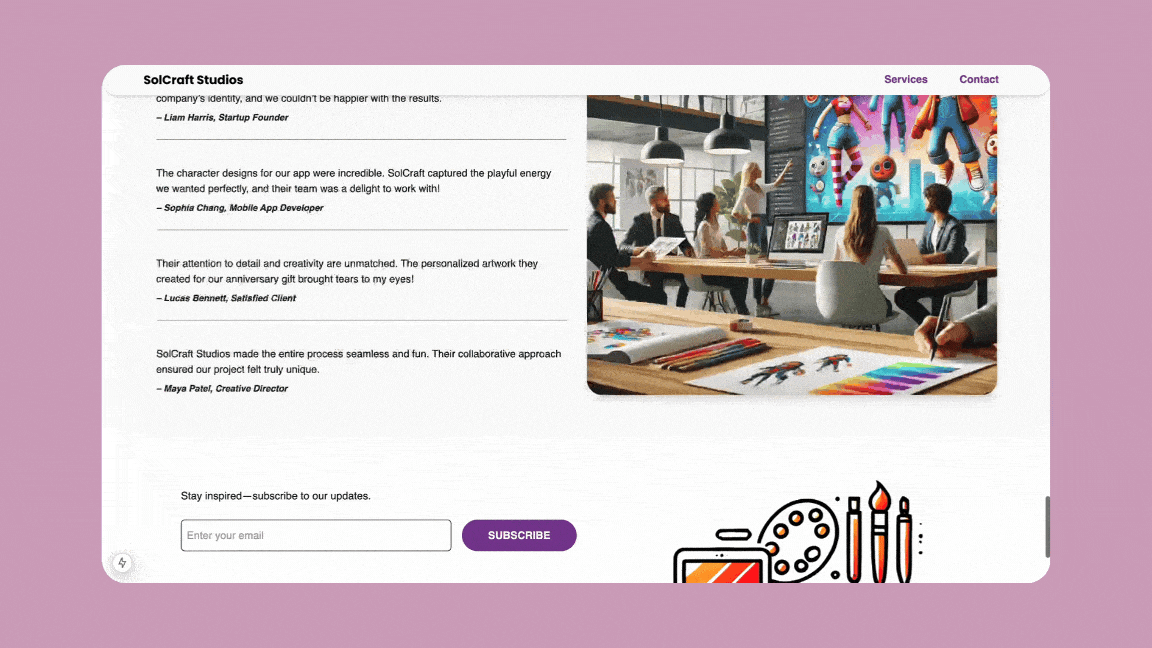 SolCraft Studios
Services
Contact
company's identity, and we couldn't be happier with the results.
– Liam Harris, Startup Founder
The character designs for our app were incredible. SolCraft captured the playful energy
we wanted perfectly, and their team was a delight to work with!
– Sophia Chang, Mobile App Developer
Their attention to detail and creativity are unmatched. The personalized artwork they
created for our anniversary gift brought tears to my eyes!
– Lucas Bennett, Satisfied Client
SolCraft Studios made the entire process seamless and fun. Their collaborative approach
ensured our project felt truly unique.
– Maya Patel, Creative Director
Stay inspired—subscribe to our updates.
Enter your email
SUBSCRIBE